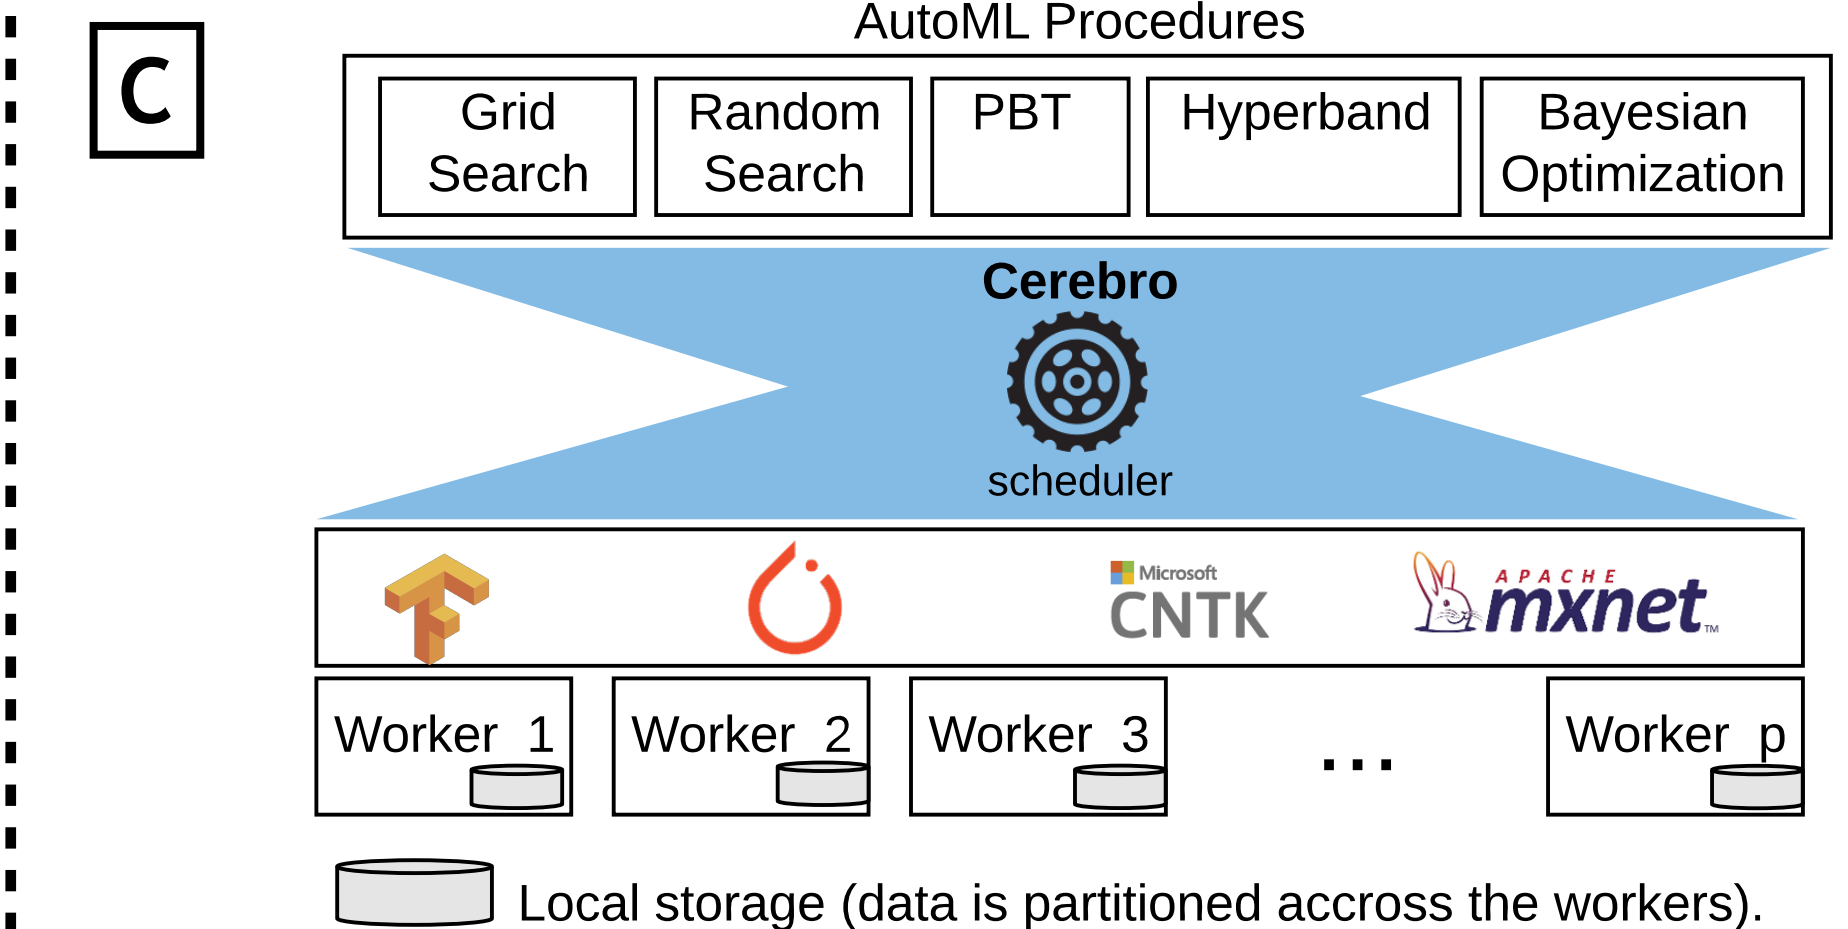 C
AutoML Procedures
Grid
Search
Random
Search
PBT
Hyperband
Bayesian
Optimization
Cerebro
scheduler
Microsoft
CNTK
APACHE
mxnet™
Worker 1
Worker 2
Worker 3
...
Worker p
Local storage (data is partitioned accross the workers).